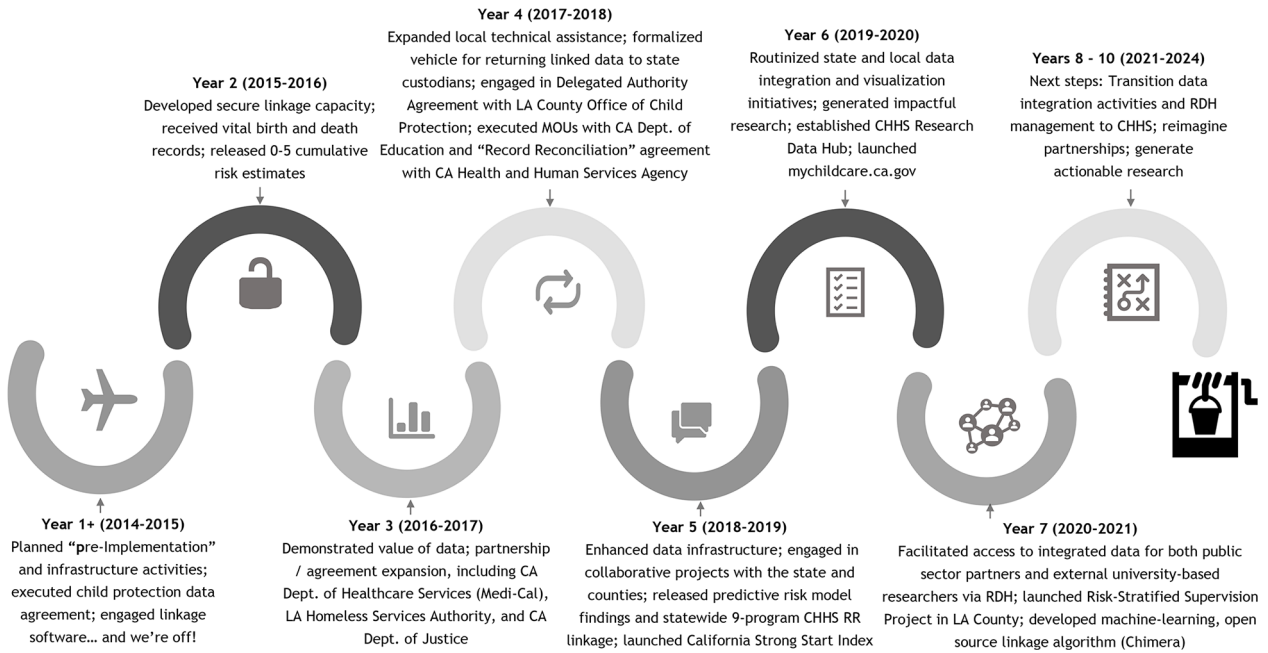 Year 1+ (2014-2015)
Planned “pre-Implementation”
and infrastructure activities;
executed child protection data
agreement; engaged linkage
software… and we’re off!
Year 2 (2015-2016)
Developed secure linkage capacity;
received vital birth and death
records; released 0-5 cumulative
risk estimates
Year 3 (2016-2017)
Demonstrated value of data; partnership
/ agreement expansion, including CA
Dept. of Healthcare Services (Medi-Cal),
LA Homeless Services Authority, and CA
Dept. of Justice
Year 4 (2017-2018)
Expanded local technical assistance; formalized
vehicle for returning linked data to state
custodians; engaged in Delegated Authority
Agreement with LA County Office of Child
Protection; executed MOUs with CA Dept. of
Education and “Record Reconciliation” agreement
with CA Health and Human Services Agency
Year 5 (2018-2019)
Enhanced data infrastructure; engaged in
collaborative projects with the state and
counties; released predictive risk model
findings and statewide 9-program CHHS RR
linkage; launched California Strong Start Index
Year 6 (2019-2020)
Routinized state and local data
integration and visualization
initiatives; generated impactful
research; established CHHS Research
Data Hub; launched
mychildcare.ca.gov
Year 7 (2020-2021)
Facilitated access to integrated data for both public
sector partners and external university-based
researchers via RDH; launched Risk-Stratified Supervision
Project in LA County; developed machine-learning, open
source linkage algorithm (Chimera)
Years 8 - 10 (2021-2024)
Next steps: Transition data
integration activities and RDH
management to CHHS; reimagine
partnerships; generate
actionable research